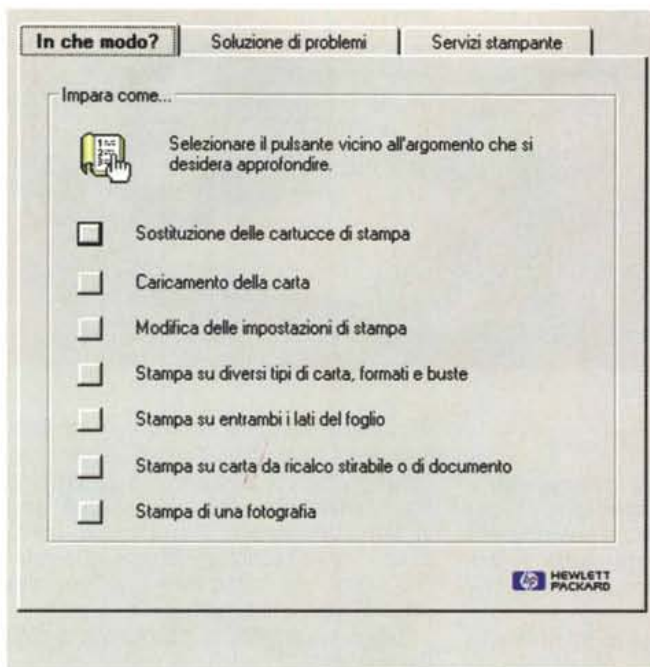 In che modo?
Soluzione di problemi
Servizi stampante
Impara come...
Selezionare il pulsante vicino all'argomento che si
desidera approfondire.
Sostituzione delle cartucce di stampa
Caricamento della carta
Modifica delle impostazioni di stampa
Stampa su diversi tipi di carta, formati e buste
Stampa su entrambi i lati del foglio
Stampa su carta da ricalco stirabile o di documento
Stampa di una fotografia
hp HEWLETT
PACKARD